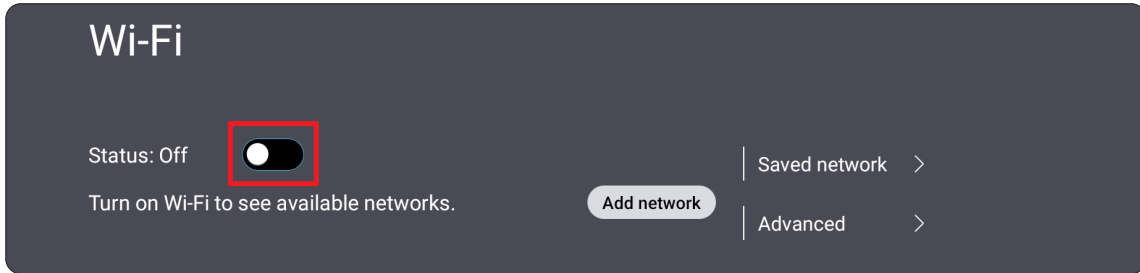 Wi-Fi
Status: Off
Turn on Wi-Fi to see available networks.
Add network
Saved network
Advanced